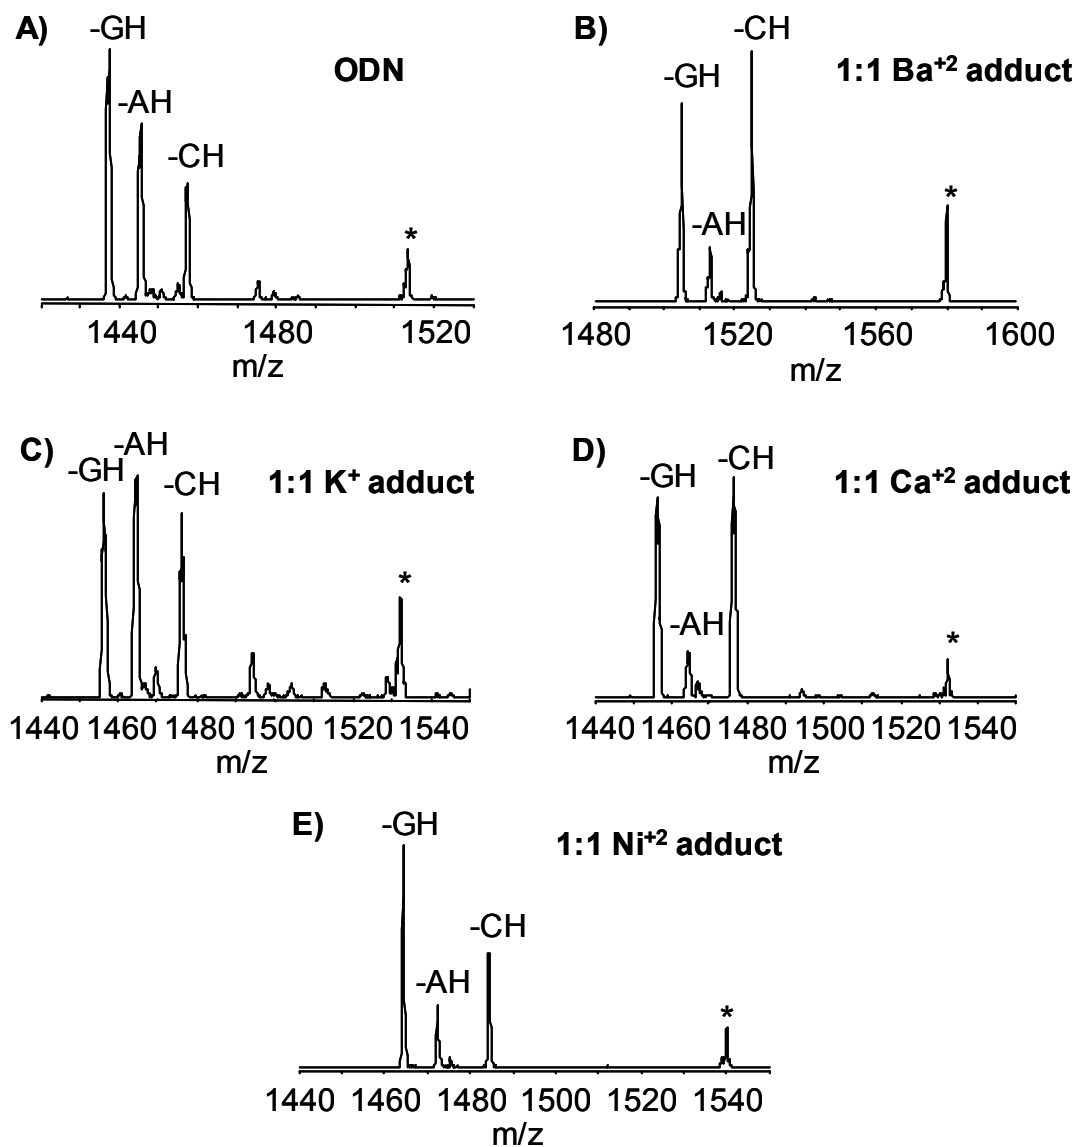 A)
-GH
ODN
-AH
-CH
*
1440 1480 1520
m/z
B)
-CH
1:1 Ba+2 adduct
-GH
*
-AH
1480 1520 1560 1600
m/z
C)
-AH
-GH
-CH
1:1 K+ adduct
*
1440 1460 1480 1500 1520 1540
m/z
D)
-CH
-GH
1:1 Ca+2 adduct
-AH
*
1440 1460 1480 1500 1520 1540
m/z
E)
-GH
1:1 Ni+2 adduct
-CH
-AH
*
1440 1460 1480 1500 1520 1540
m/z